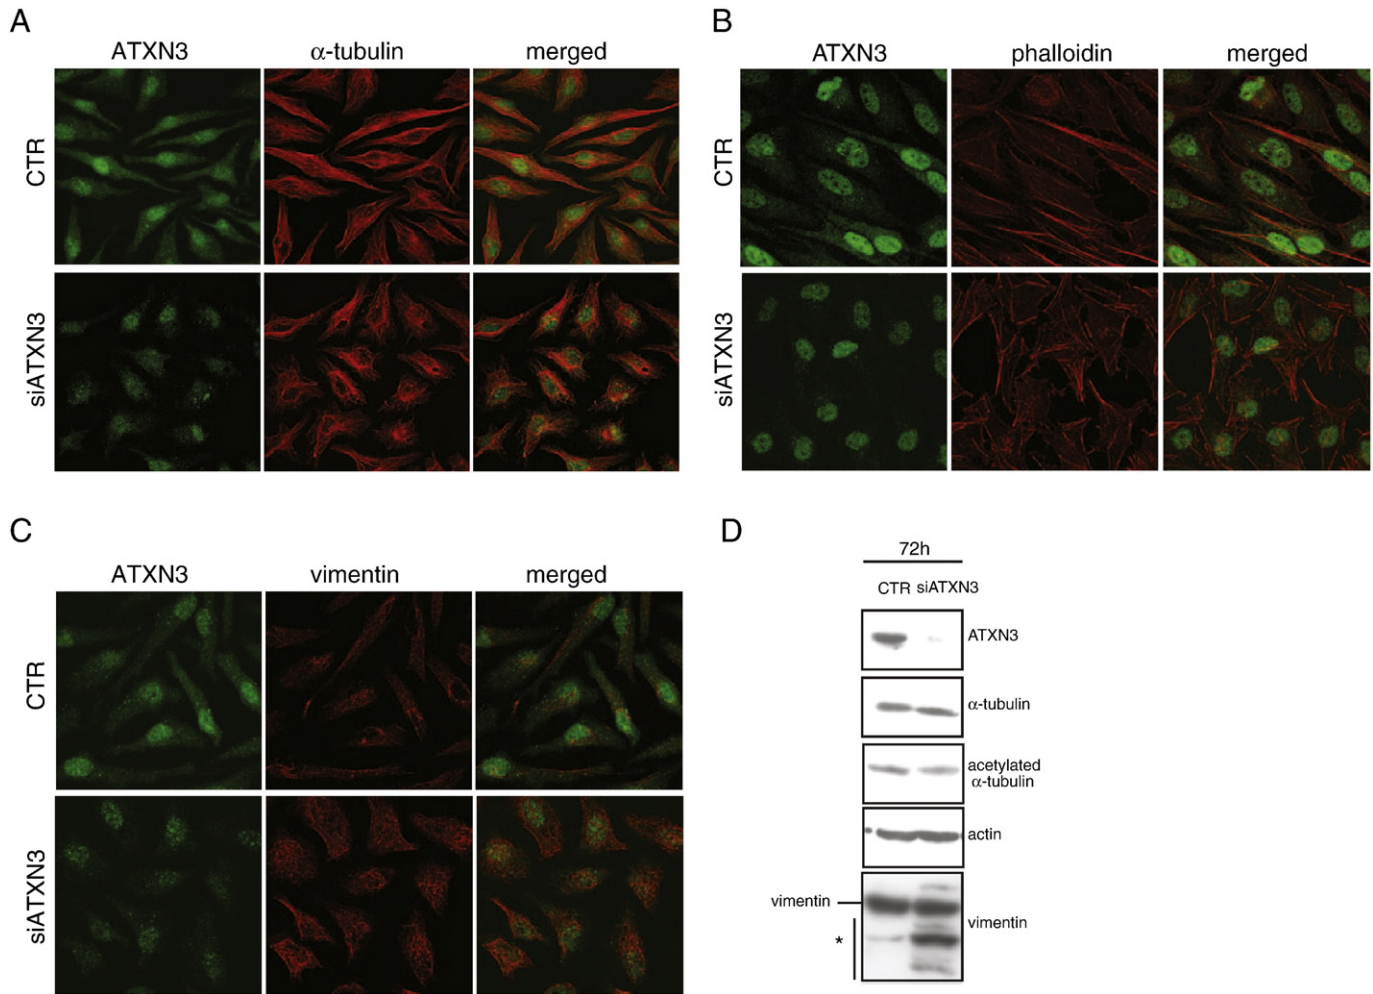 A
ATXN3 α-tubulin merged
CTR
siATXN3
B
ATXN3 phalloidin merged
CTR
siATXN3
C
ATXN3 vimentin merged
CTR
siATXN3
D
72h
CTR siATXN3
ATXN3
α-tubulin
acetylated
α-tubulin
actin
vimentin
vimentin
*